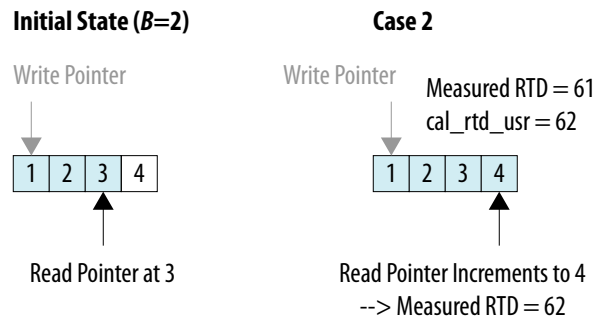 Initial State (B=2)
Write Pointer
1 2 3 4
Read Pointer at 3
Case 2
Write Pointer
Measured RTD = 61
cal_rtd_usr = 62
1 2 3 4
Read Pointer Increments to 4
--> Measured RTD = 62